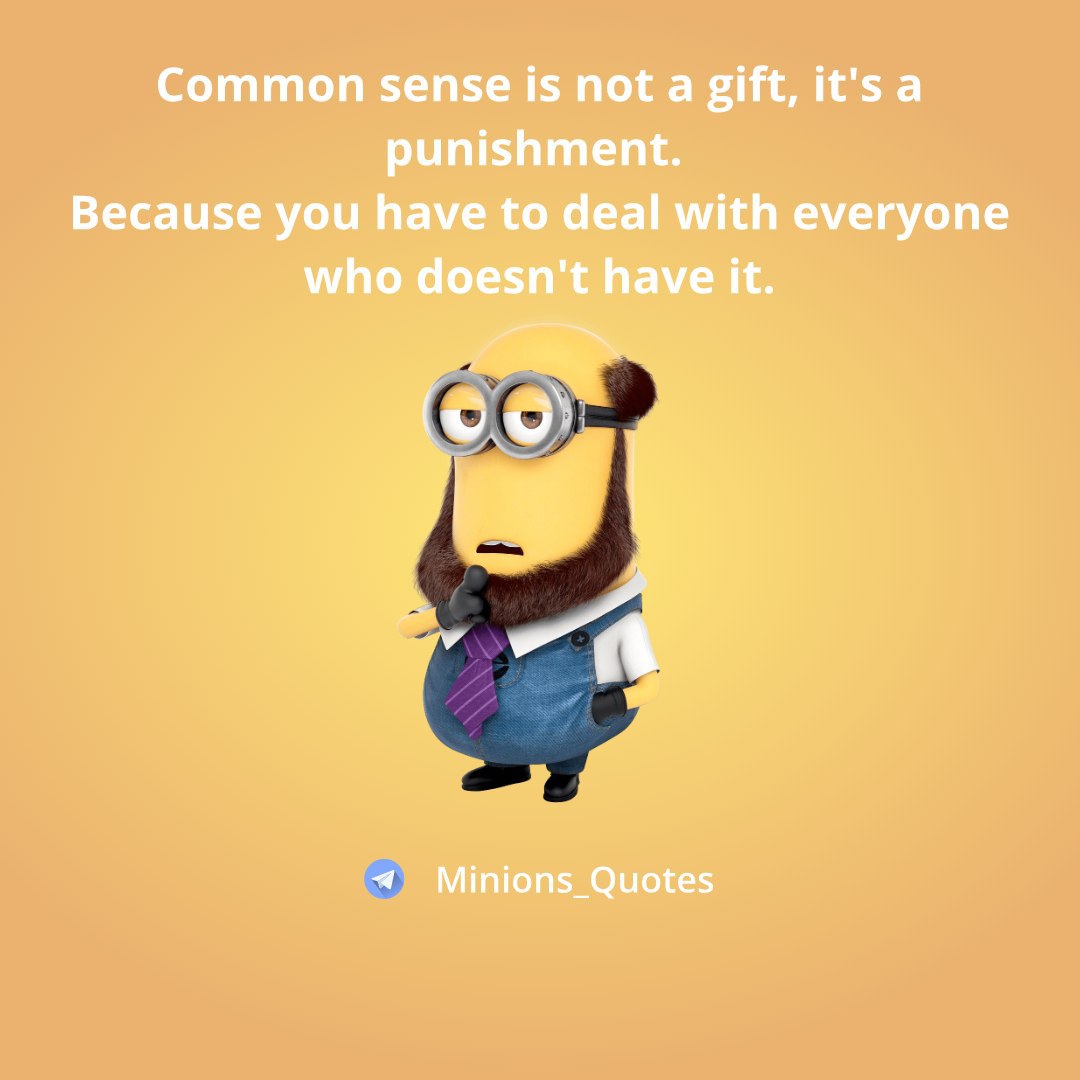 Common sense is not a gift, it's a
punishment.
Because you have to deal with everyone
who doesn't have it.
Minions_Quotes